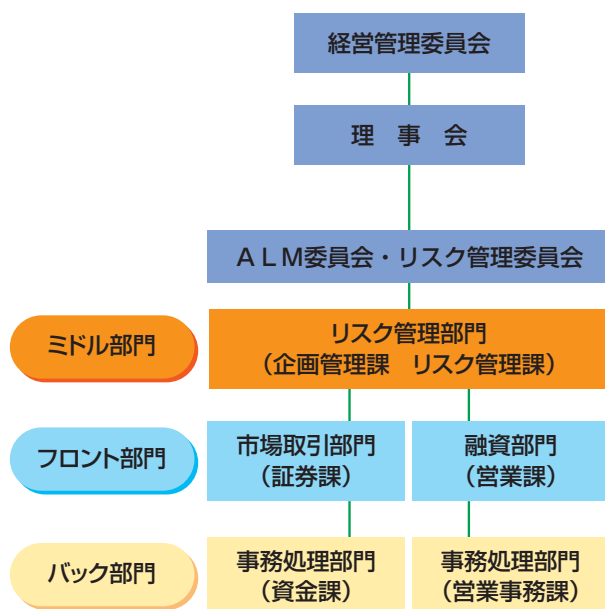 経営管理委員会
理　事　会
ＡＬＭ委員会・リスク管理委員会
ミドル部門
リスク管理部門
（企画管理課　リスク管理課）
フロント部門
市場取引部門
（証券課）
融資部門
（営業課）
バック部門
事務処理部門
（資金課）
事務処理部門
（営業事務課）